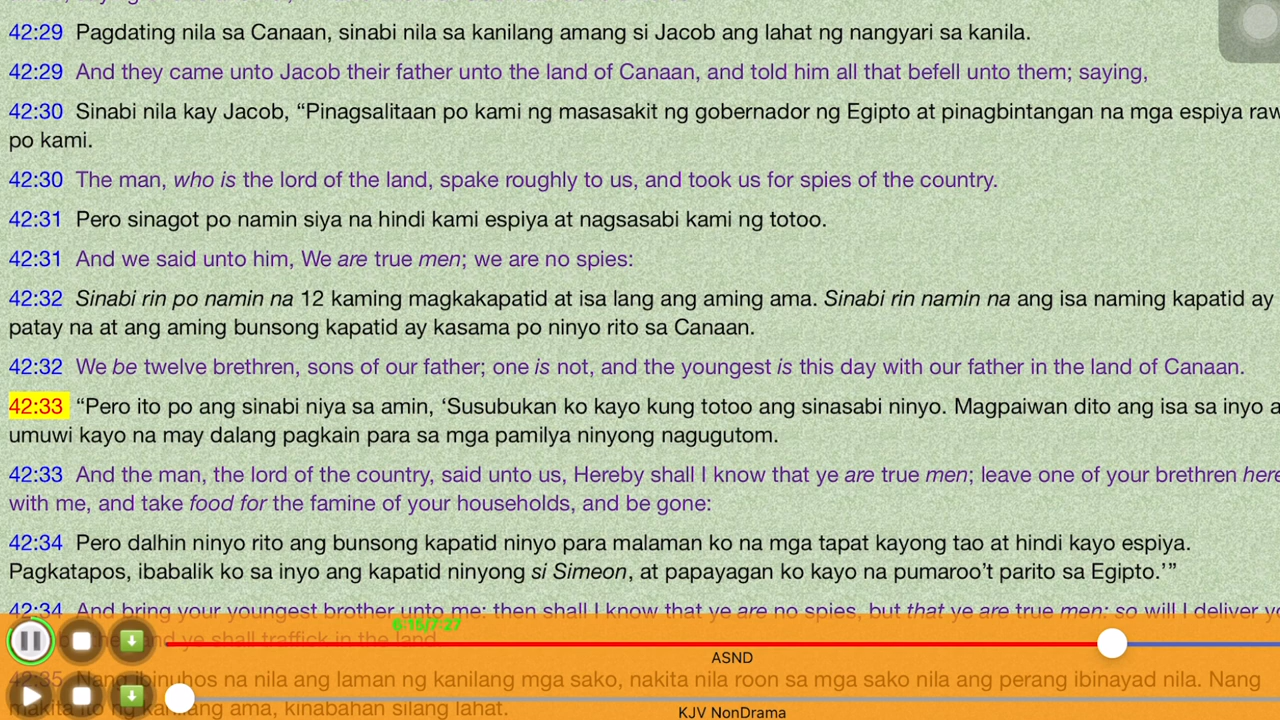 42:29 Pagdating nila sa Canaan, sinabi nila sa kanilang amang si Jacob ang lahat ng nangyari sa kanila.
42:29 And they came unto Jacob their father unto the land of Canaan, and told him all that befell unto them; saying,
42:30 Sinabi nila kay Jacob, “Pinagsalitaan po kami ng masasakit ng gobernador ng Egipto at pinagbintangan na mga espiya raw
po kami.
42:30 The man, who is the lord of the land, spake roughly to us, and took us for spies of the country.
42:31 Pero sinagot po namin siya na hindi kami espiya at nagsasabi kami ng totoo.
42:31 And we said unto him, We are true men; we are no spies:
42:32 Sinabi rin po namin na 12 kaming magkakapatid at isa lang ang aming ama. Sinabi rin namin na ang isa naming kapatid ay
patay na at ang aming bunsong kapatid ay kasama po ninyo rito sa Canaan.
42:32 We be twelve brethren, sons of our father; one is not, and the youngest is this day with our father in the land of Canaan.
42:33 “Pero ito po ang sinabi niya sa amin, ‘Susubukan ko kayo kung totoo ang sinasabi ninyo. Magpaiwan dito ang isa sa inyo a
umuwi kayo na may dalang pagkain para sa mga pamilya ninyong nagugutom.
42:33 And the man, the lord of the country, said unto us, Hereby shall I know that ye are true men; leave one of your brethren here
with me, and take food for the famine of your households, and be gone:
42:34 Pero dalhin ninyo rito ang bunsong kapatid ninyo para malaman ko na mga tapat kayong tao at hindi kayo espiya.
Pagkatapos, ibabalik ko sa inyo ang kapatid ninyong si Simeon, at papayagan ko kayo na pumaroo’t parito sa Egipto.’”
42:34 And bring your youngest brother unto me: then shall I know that ye are no spies, but that ye are true men: so will I deliver yo
6:15/7:27
and ye shall traffick in the land.
ASND
42:35 Nang ibinuhos na nila ang laman ng kanilang mga sako, nakita nila roon sa mga sako nila ang perang ibinayad nila. Nang
makita ito ng kanilang ama, kinabahan silang lahat.
KJV NonDrama